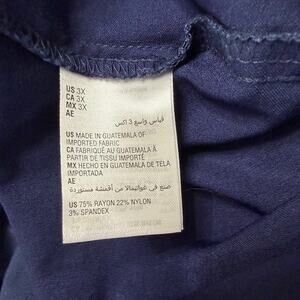 US 3X
CA 3X
MX 3X
AE
قياس واسع 3 اكس
US MADE IN GUATEMALA OF
IMPORTED FABRIC
CA FABRIQUÉ AU GUATEMALA À
PARTIR DE TISSU IMPORTÉ
MX HECHO EN GUATEMALA DE TELA
IMPORTADA
AE
صنع في غواتيمالا من أقمشة مستوردة
US 75% RAYON 22% NYLON
3% SPANDEX